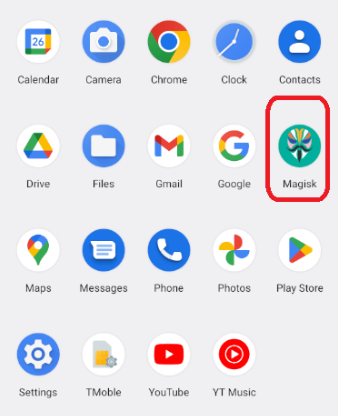 26
Calendar
Camera
Chrome
Clock
Contacts
Drive
Files
Gmail
Google
Magisk
Maps
Messages
Phone
Photos
Play Store
Settings
TMoble
YouTube
YT Music